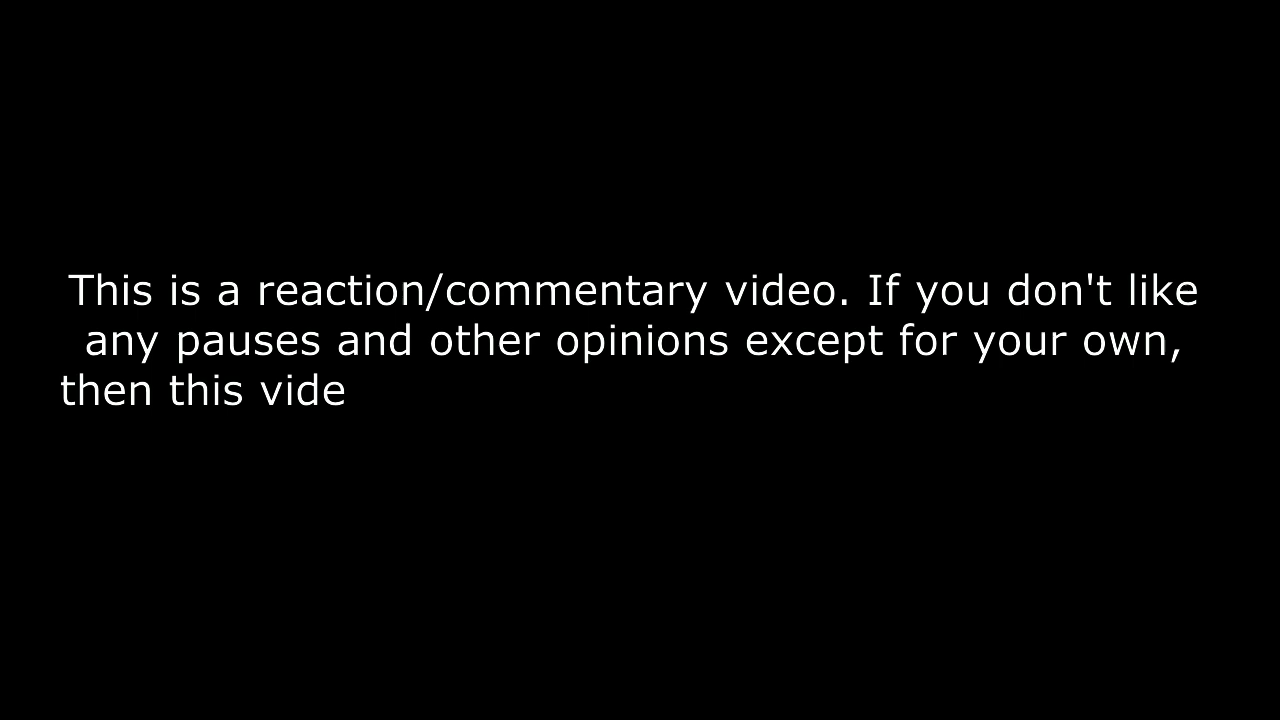 This is a reaction/commentary video. If you don't like
any pauses and other opinions except for your own,
then this vide